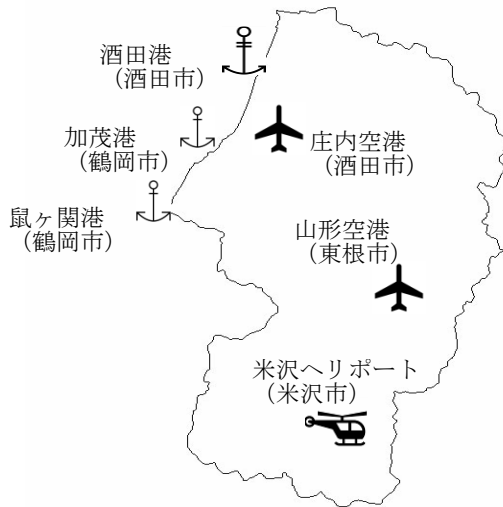 酒田港
(酒田市)
加茂港
(鶴岡市)
庄内空港
(酒田市)
鼠ヶ関港
(鶴岡市)
山形空港
(東根市)
米沢ヘリポート
(米沢市)